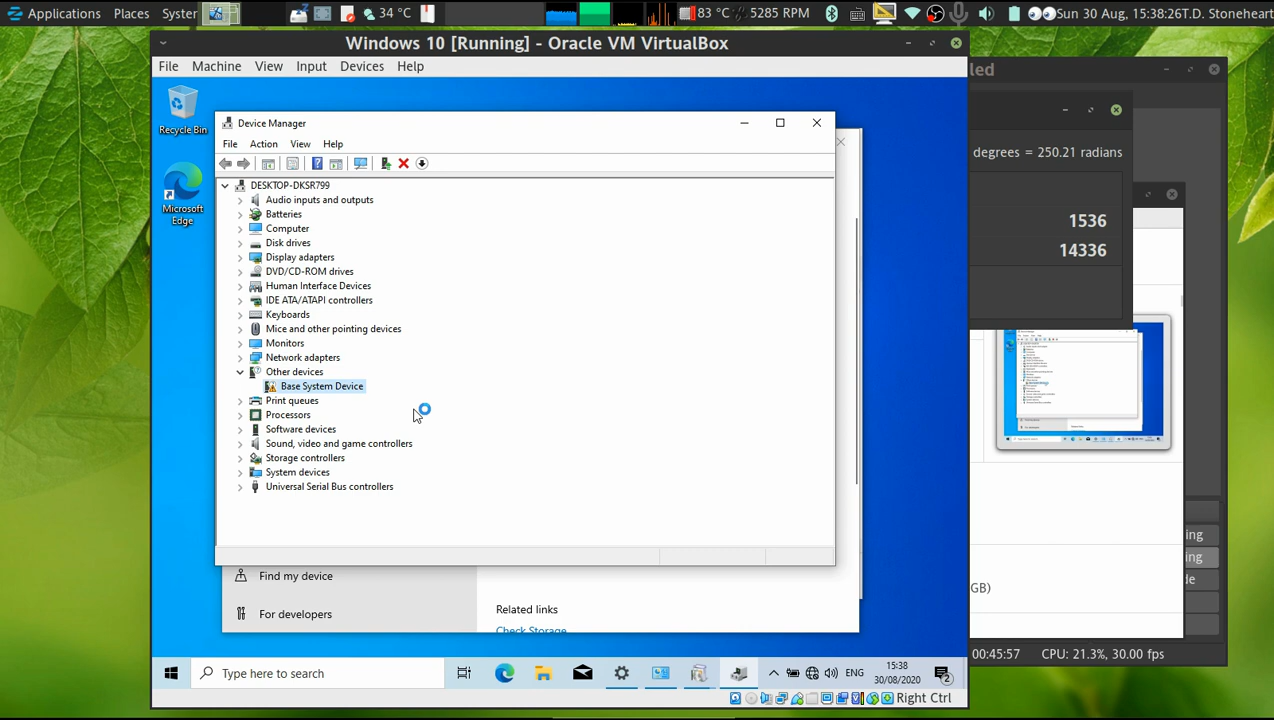 Applications Places System 34 °C 83 °C 5285 RPM Sun 30 Aug, 15:38:26 T.D. Stoneheart
Windows 10 [Running] - Oracle VM VirtualBox
File Machine View Input Devices Help
Recycle Bin
Microsoft
Edge
Device Manager
File Action View Help
DESKTOP-DKSR799
Audio inputs and outputs
Batteries
Computer
Disk drives
Display adapters
DVD/CD-ROM drives
Human Interface Devices
IDE ATA/ATAPI controllers
Keyboards
Mice and other pointing devices
Monitors
Network adapters
Other devices
Base System Device
Print queues
Processors
Software devices
Sound, video and game controllers
Storage controllers
System devices
Universal Serial Bus controllers
Find my device
For developers
Related links
Check Storage
Type here to search
ENG
15:38
30/08/2020
2
Right Ctrl
led
degrees = 250.21 radians
1536
14336
ing
ing
de
GB)
00:45:57 CPU: 21.3%, 30.00 fps